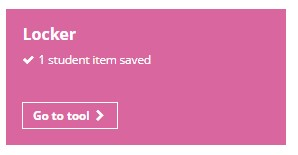 Locker
✓ 1 student item saved
Go to tool >